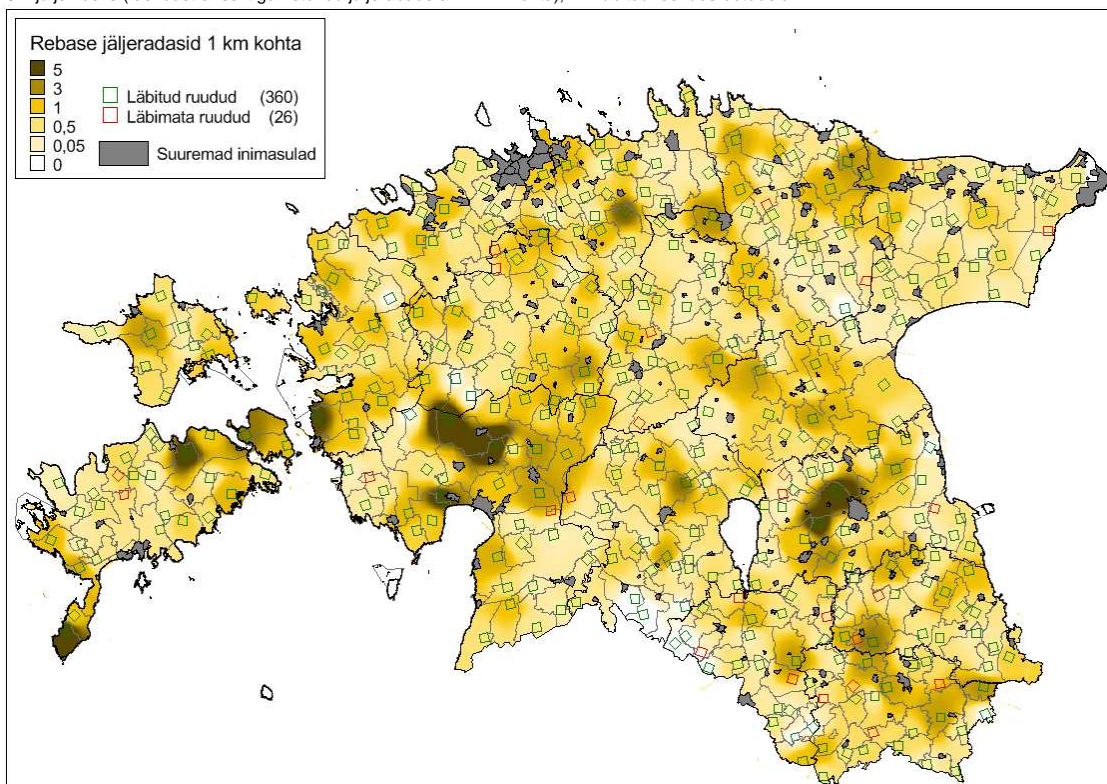 Rebase jäljeradasid 1 km kohta
5
3
1
0,5
0,05
0
Läbitud ruudud (360)
Läbimata ruudud (26)
Suuremad inimasulad